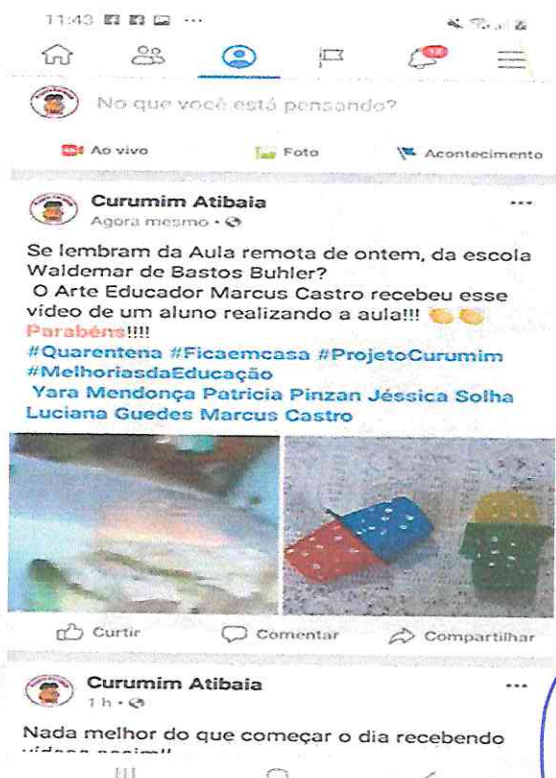 11:43
No que você está pensando?
Ao vivo
Foto
Acontecimento
Curumim Atibaia
Agora mesmo
Se lembram da Aula remota de ontem, da escola
Waldemar de Bastos Buhler?
O Arte Educador Marcus Castro recebeu esse
vídeo de um aluno realizando a aula!!! 👏👏
Parabéns!!!!
#Quarentena #Ficaemcasa #ProjetoCurumim
#MelhoriasdaEducação
Yara Mendonça Patricia Pinzan Jéssica Solha
Luciana Guedes Marcus Castro
Curtir
Comentar
Compartilhar
Curumim Atibaia
1 h
Nada melhor do que começar o dia recebendo
vídeos assim!!